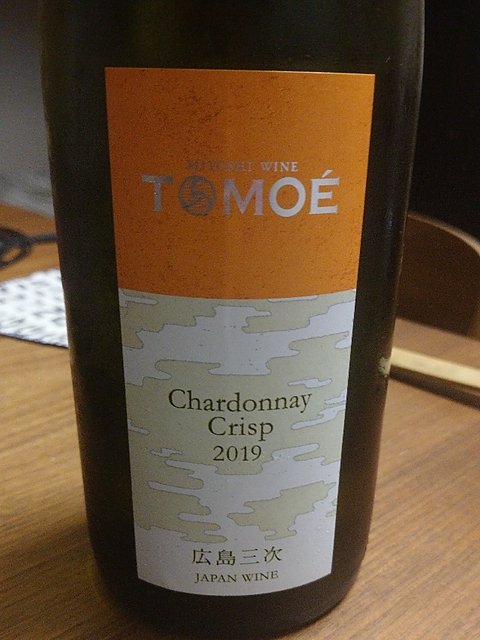 MIYOSHI WINE
TOMOÉ
Chardonnay
Crisp
2019
広島三次
JAPAN WINE